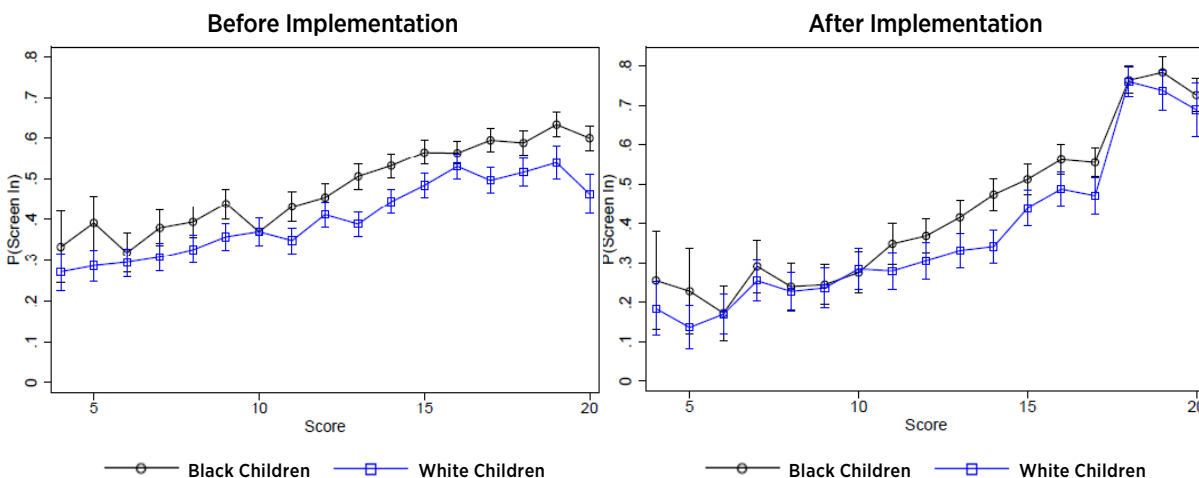 Before Implementation
.8
.7
.6
.5
.4
.3
.2
.1
0
P(Screen In)
5
10
15
20
Score
Black Children
White Children
After Implementation
.8
.7
.6
.5
.4
.3
.2
.1
0
P(Screen In)
5
10
15
20
Score
Black Children
White Children